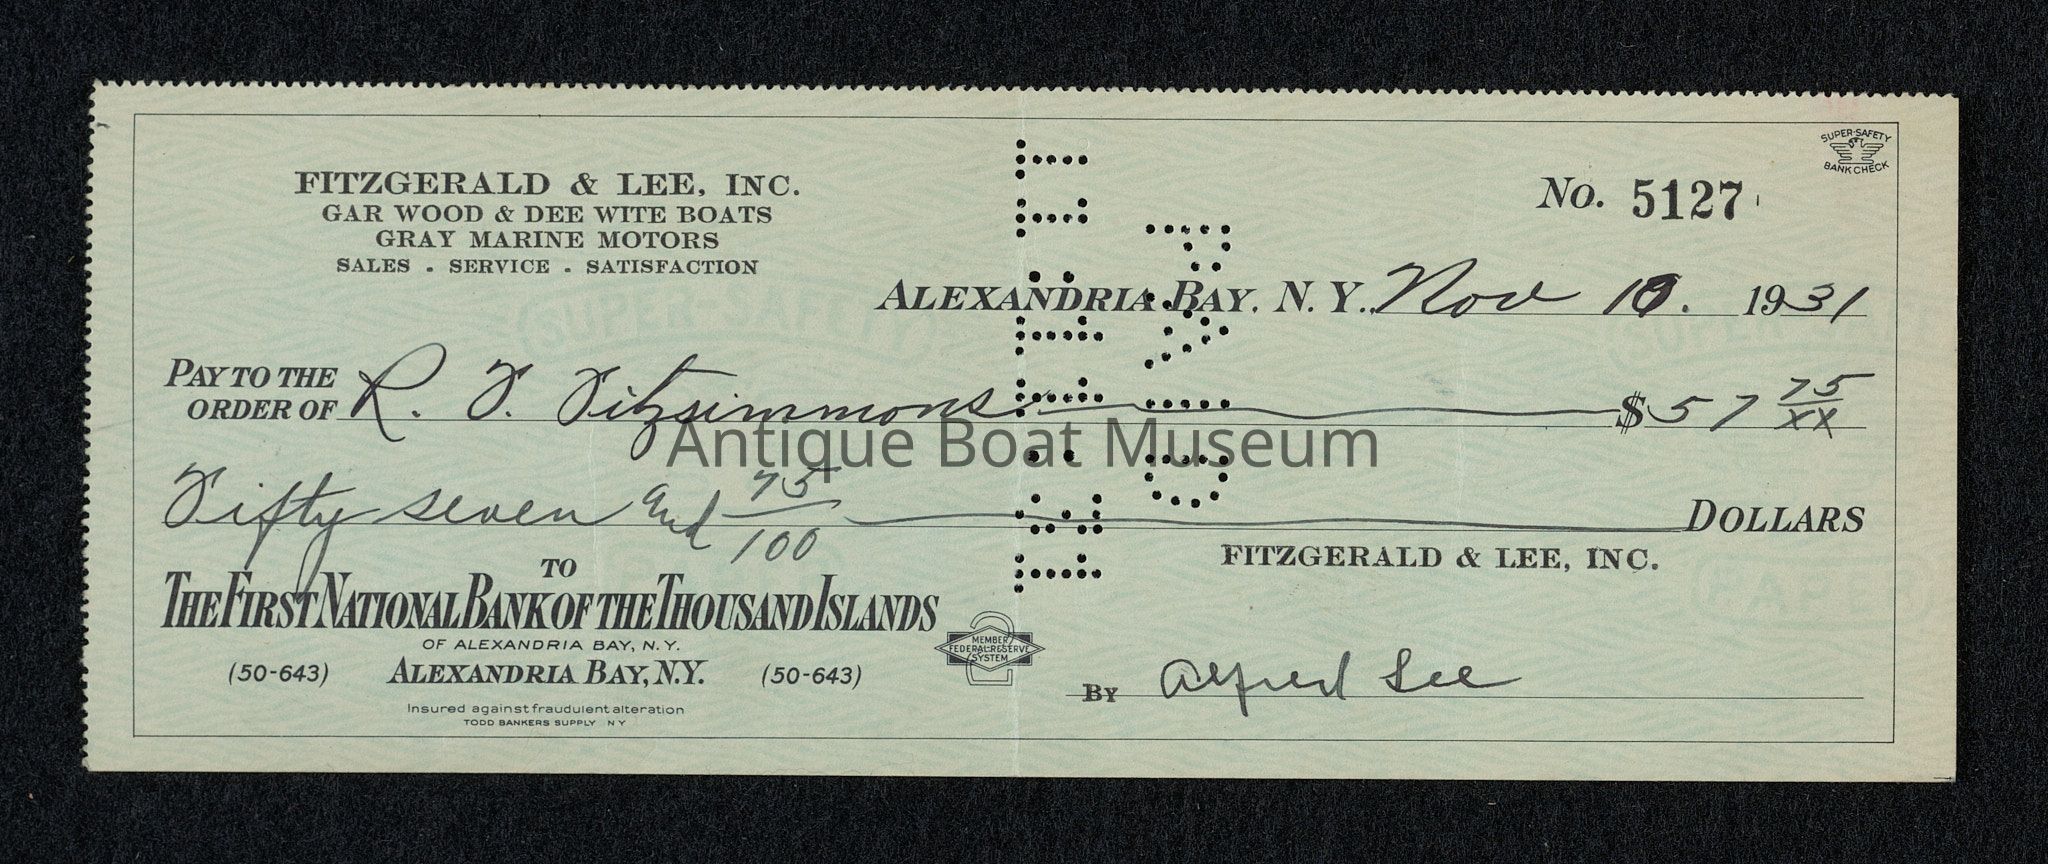 SUPER-SAFETY
BANK CHECK
FITZGERALD & LEE, INC.
GAR WOOD & DEE WITE BOATS
GRAY MARINE MOTORS
SALES . SERVICE . SATISFACTION
No. 5127
ALEXANDRIA BAY, N. Y. Nov 10. 1931
SUPER-SAFETY
PAY TO THE
ORDER OF R. F. Fitzsimmons $57 75/XX
Antique Boat Museum
Fifty seven and 75/100 DOLLARS
FITZGERALD & LEE, INC.
TO
THE FIRST NATIONAL BANK OF THE THOUSAND ISLANDS
OF ALEXANDRIA BAY, N.Y.
(50-643) ALEXANDRIA BAY, N.Y. (50-643)
MEMBER
FEDERAL RESERVE
SYSTEM
2
BY Alfred Lee
Insured against fraudulent alteration
TODD BANKERS SUPPLY N Y
PAPER